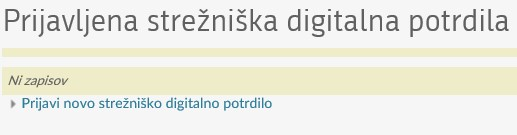 Prijavljena strežniška digitalna potrdila
Ni zapisov
Prijavi novo strežniško digitalno potrdilo